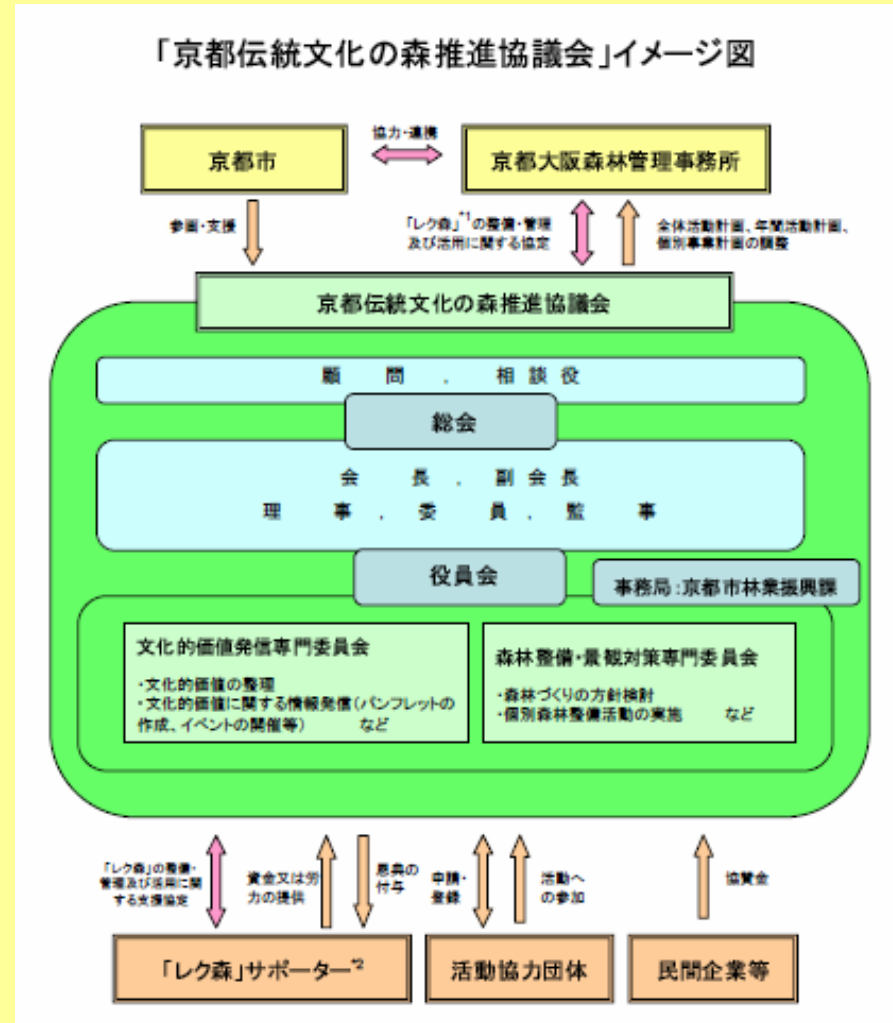 「京都伝統文化の森推進協議会」イメージ図
京都市
協力・連携
京都大阪森林管理事務所
参画・支援
「レク森」*1の整備・管理
及び活用に関する協定
全体活動計画、年間活動計画、
個別事業計画の調整
京都伝統文化の森推進協議会
顧問．相談役
総会
会長．副会長
理事．委員．監事
役員会
事務局：京都市林業振興課
文化的価値発信専門委員会
・文化的価値の整理
・文化的価値に関する情報発信（パンフレットの
作成、イベントの開催等）　など
森林整備・景観対策専門委員会
・森林づくりの方針検討
・個別森林整備活動の実施　など
「レク森」の整備・
管理及び活用に関
する支援協定
資金又は労
力の提供
恩典の
付与
申請・
登録
活動へ
の参加
協賛金
「レク森」サポーター*2
活動協力団体
民間企業等